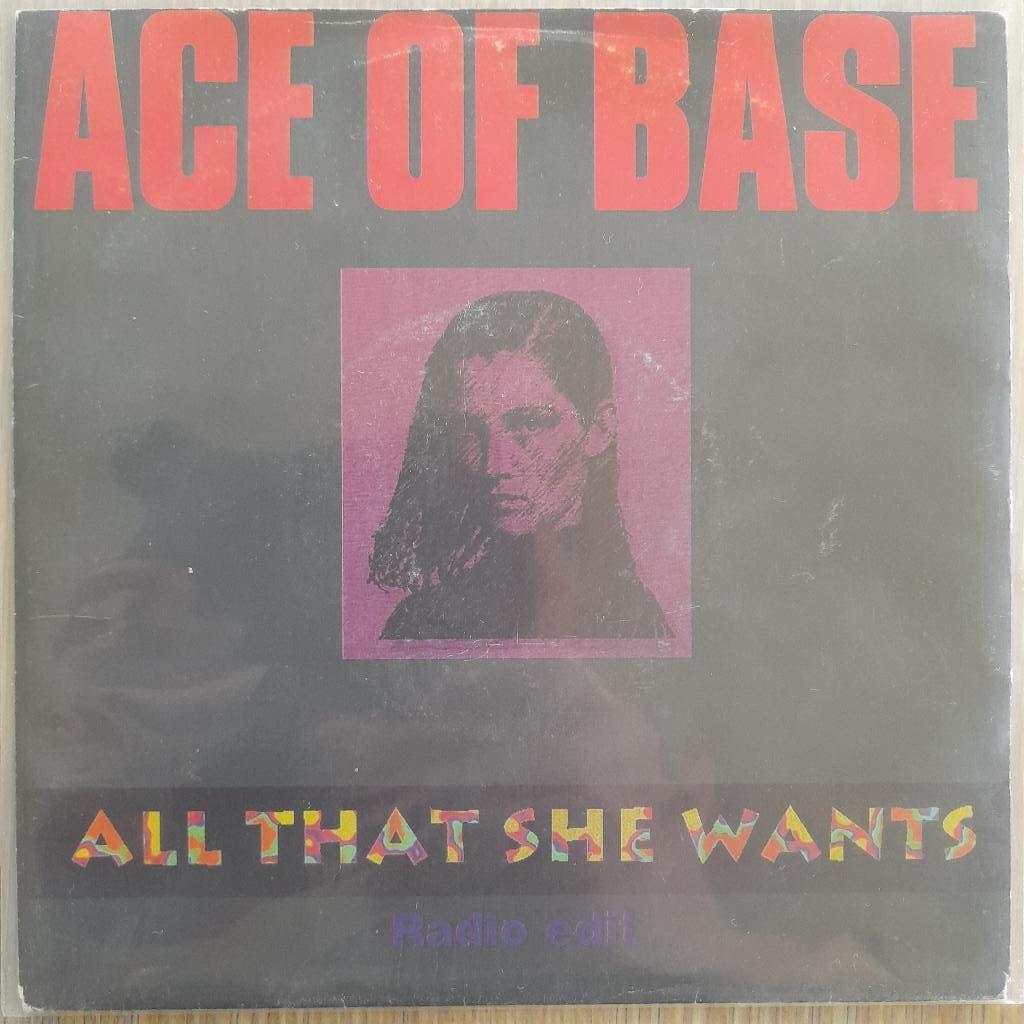 ACE OF BASE
ALL THAT SHE WANTS
Radio edit